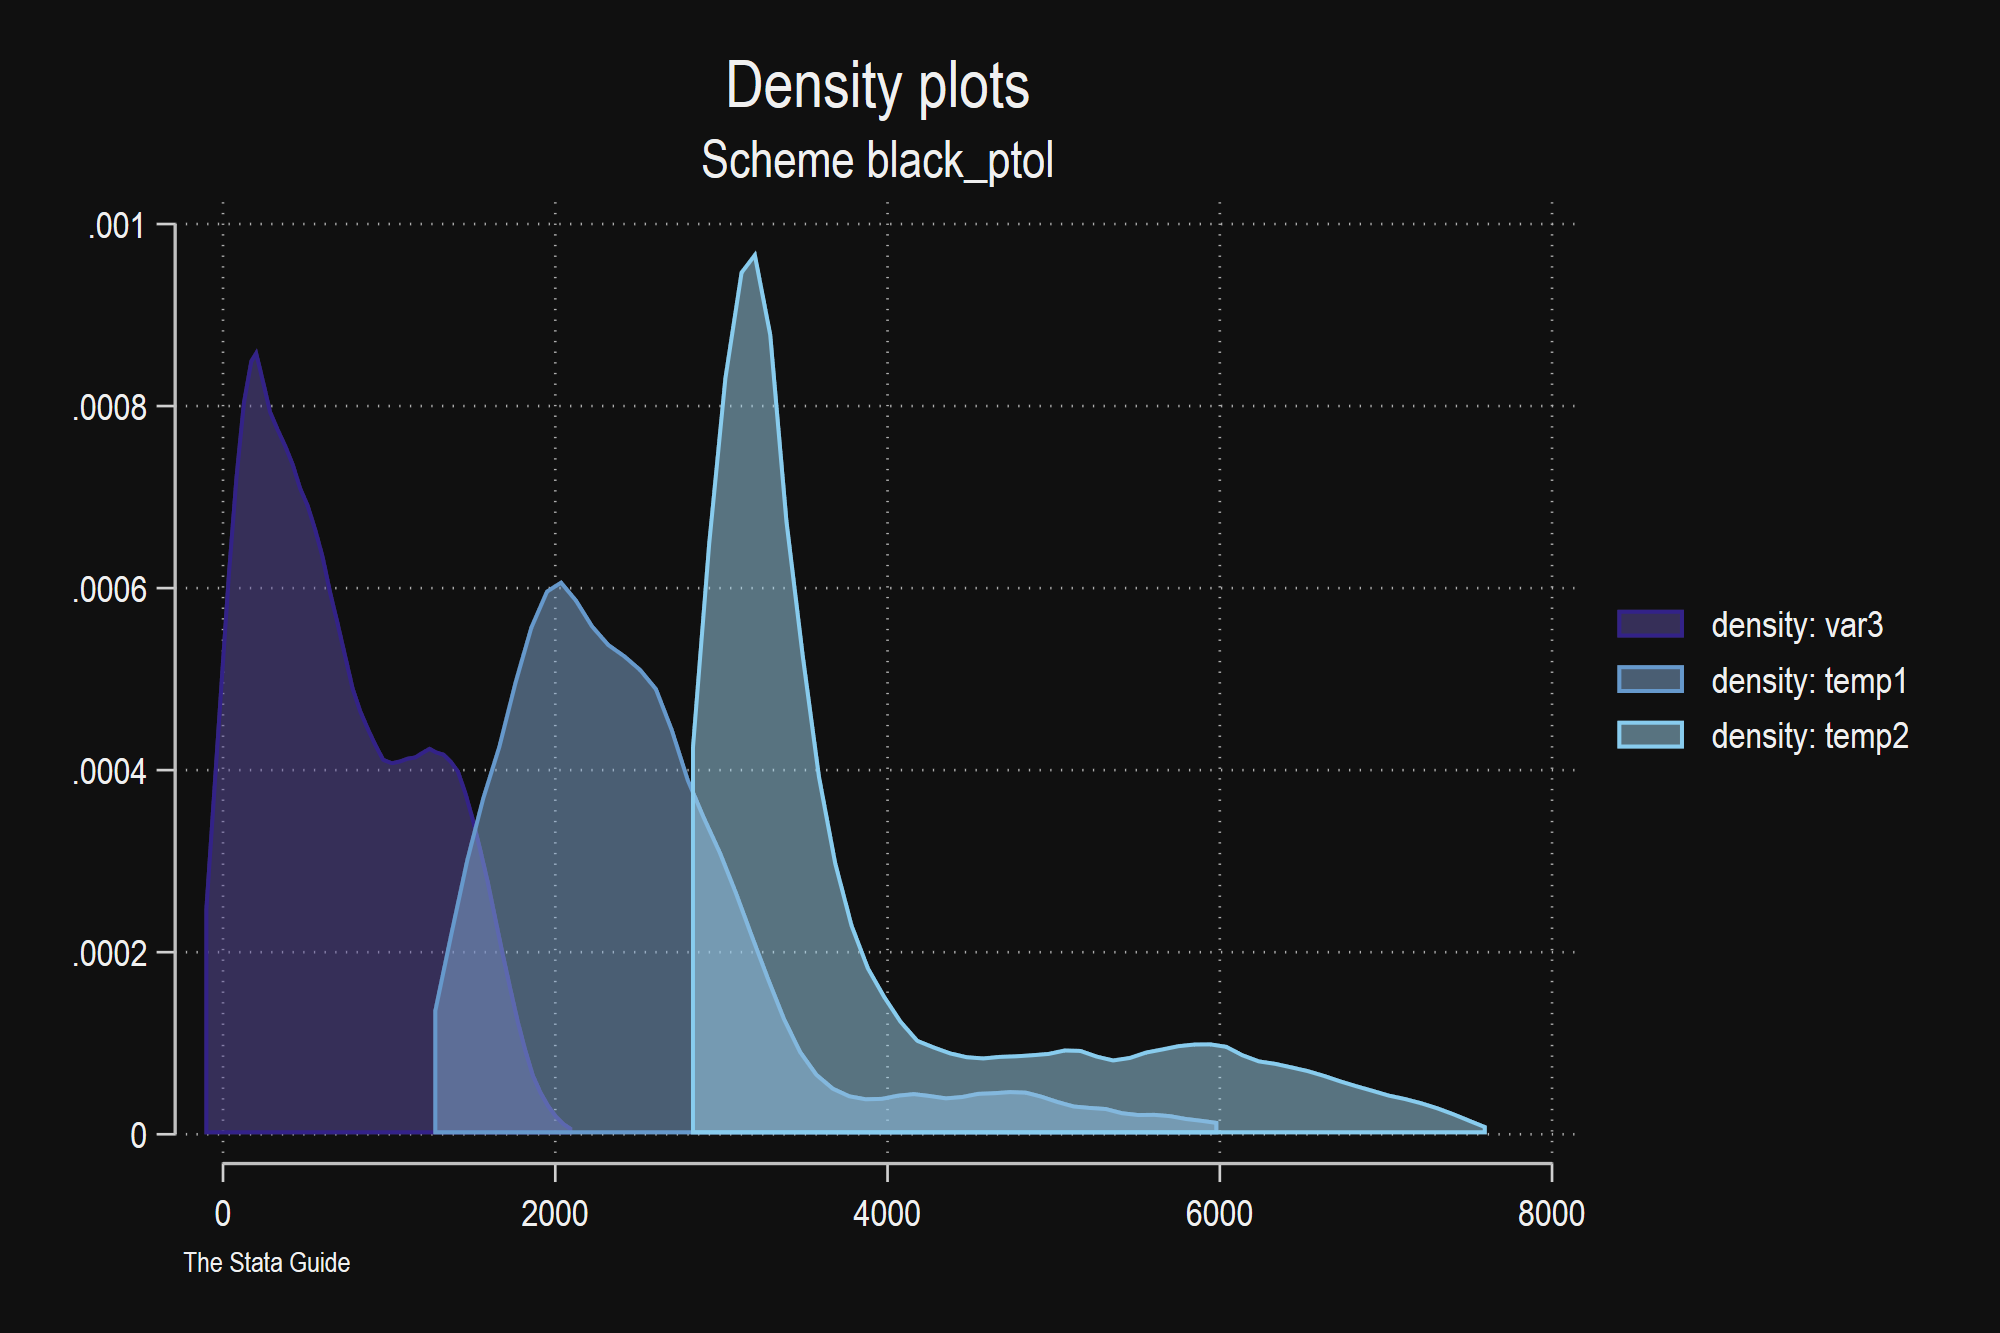 Density plots
Scheme black_ptol
.001
.0008
.0006
.0004
.0002
0
0 2000 4000 6000 8000
density: var3
density: temp1
density: temp2
The Stata Guide